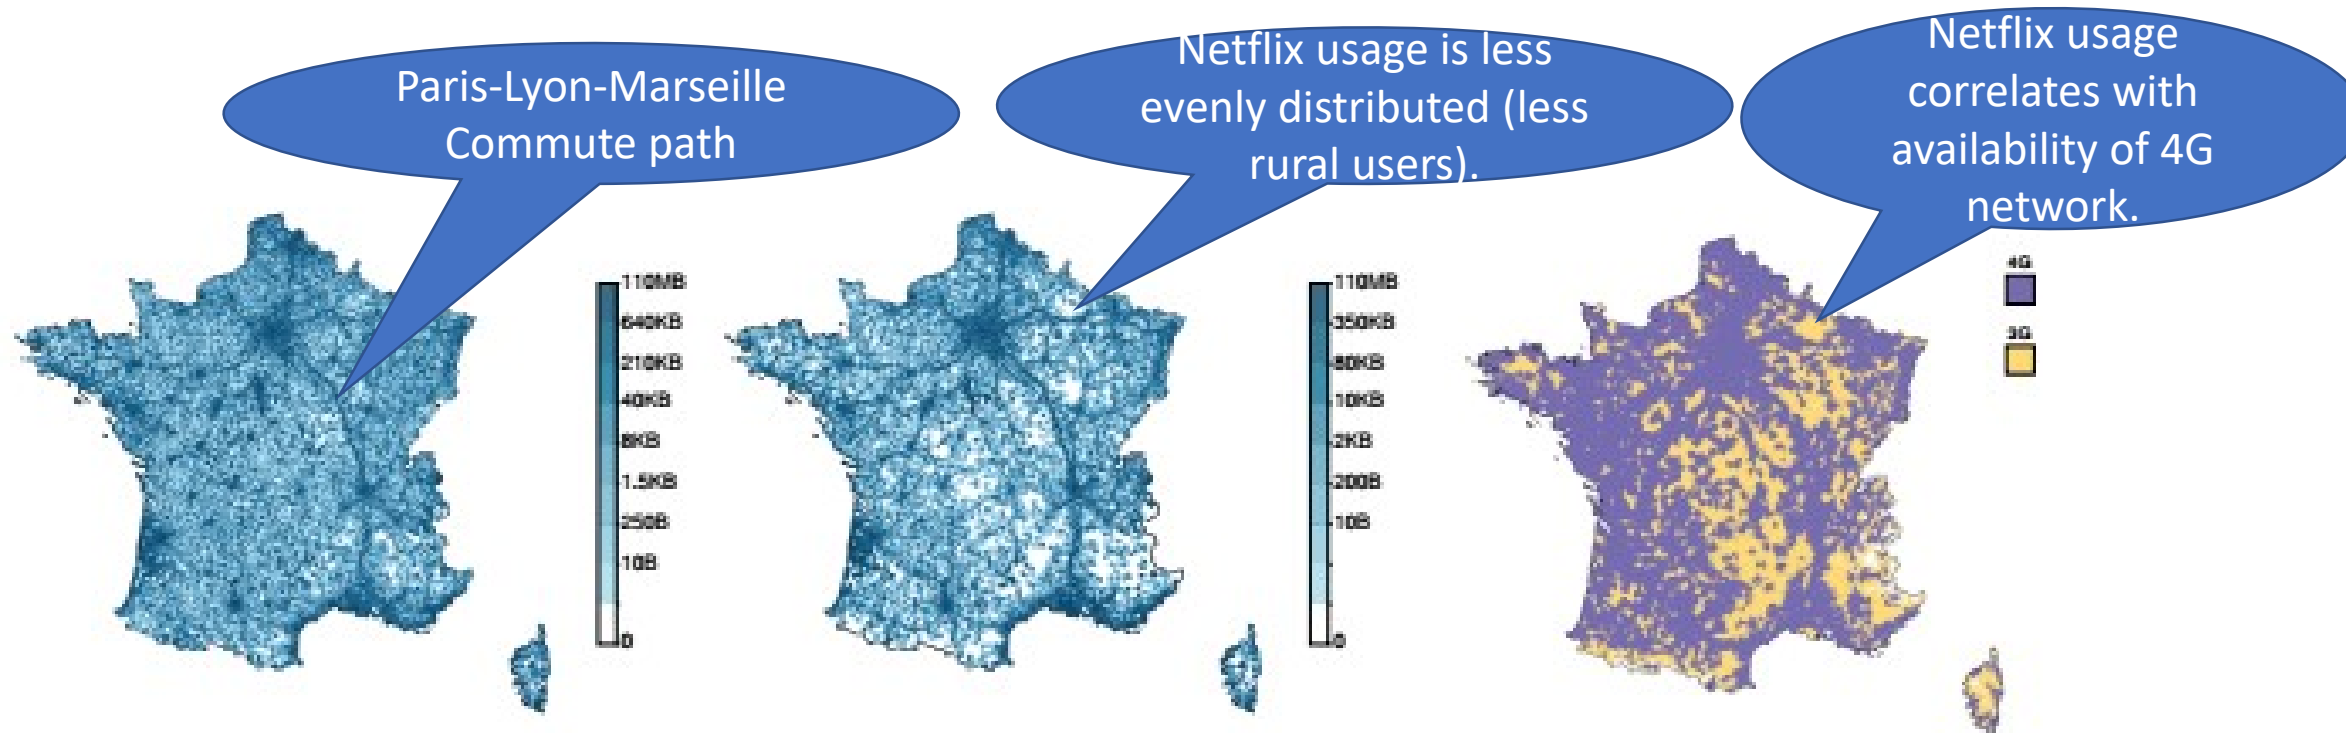 Paris-Lyon-Marseille
Commute path
Netflix usage is less
evenly distributed (less
rural users).
Netflix usage
correlates with
availability of 4G
network.
110MB
640KB
210KB
40KB
8KB
1.5KB
250B
10B
0
110MB
350KB
80KB
10KB
2KB
200B
10B
0
4G
3G